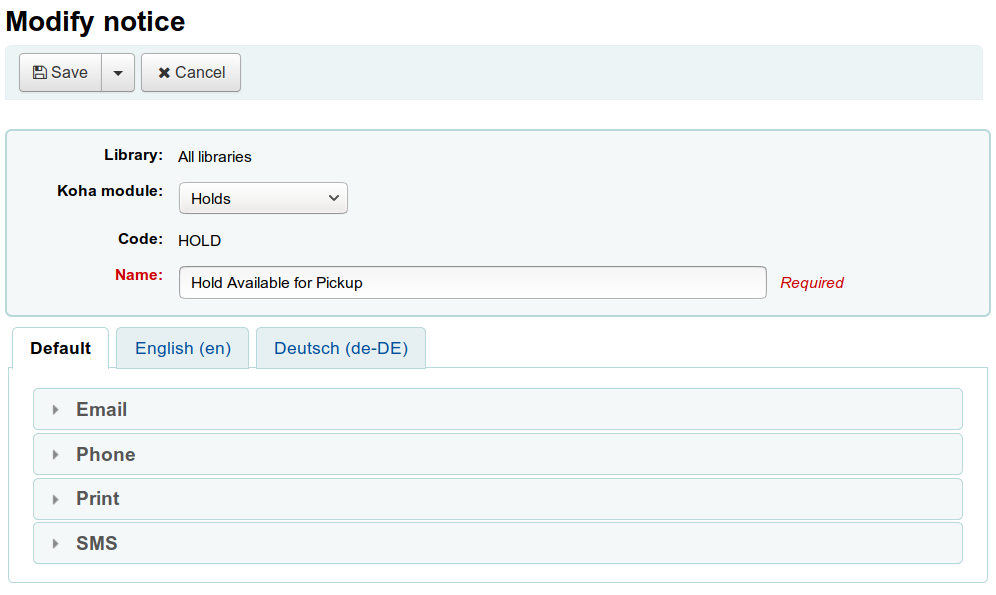 Modify notice
Save Cancel
Library: All libraries
Koha module: Holds
Code: HOLD
Name: Hold Available for Pickup Required
Default English (en) Deutsch (de-DE)
Email
Phone
Print
SMS